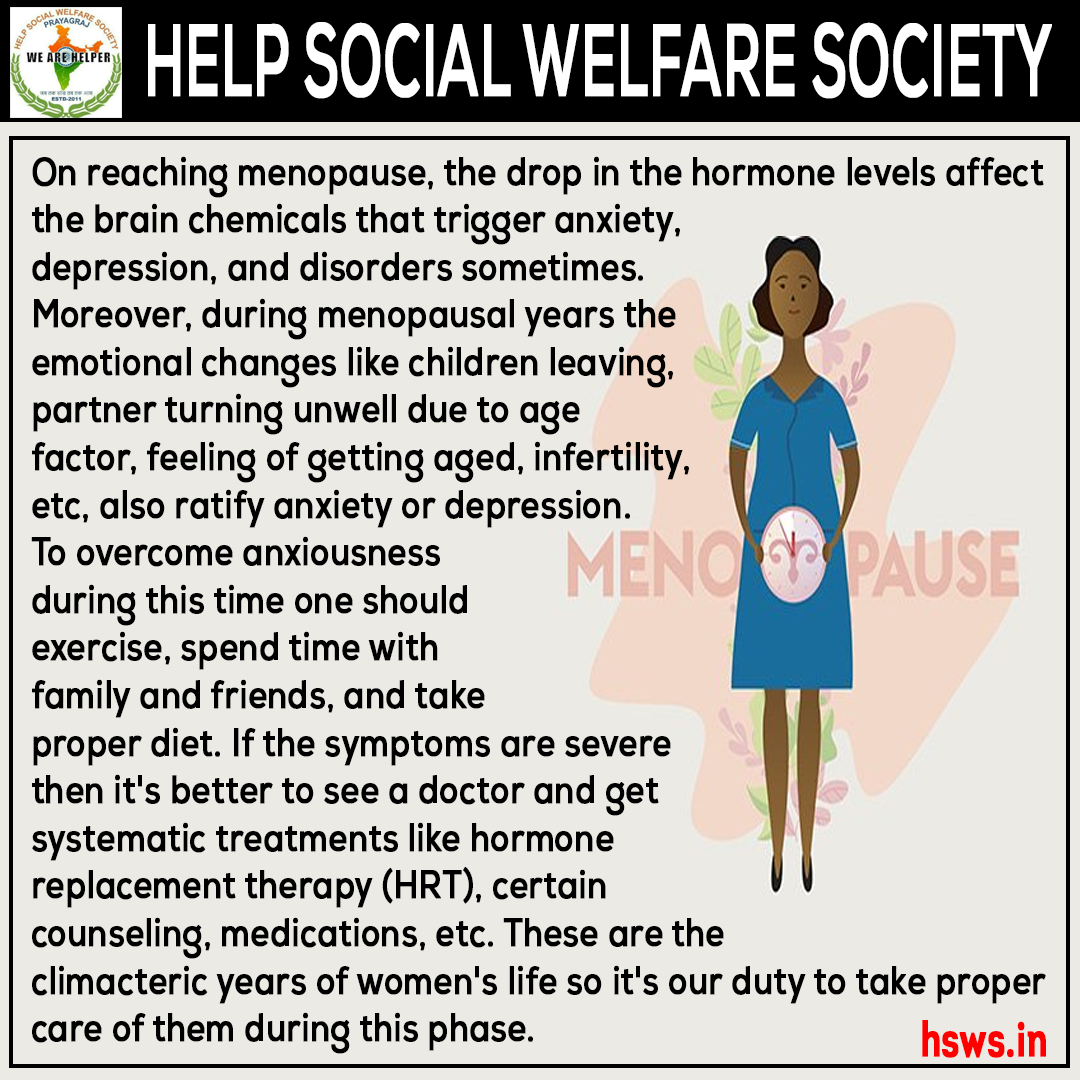 HELP SOCIAL WELFARE SOCIETY
PRAYAGRAJ
WE ARE HELPER
ESTD-2011
HELP SOCIAL WELFARE SOCIETY
On reaching menopause, the drop in the hormone levels affect
the brain chemicals that trigger anxiety,
depression, and disorders sometimes.
Moreover, during menopausal years the
emotional changes like children leaving,
partner turning unwell due to age
factor, feeling of getting aged, infertility,
etc, also ratify anxiety or depression.
To overcome anxiousness
during this time one should
exercise, spend time with
family and friends, and take
proper diet. If the symptoms are severe
then it's better to see a doctor and get
systematic treatments like hormone
replacement therapy (HRT), certain
counseling, medications, etc. These are the
climacteric years of women's life so it's our duty to take proper
care of them during this phase.
MENO PAUSE
hsws.in